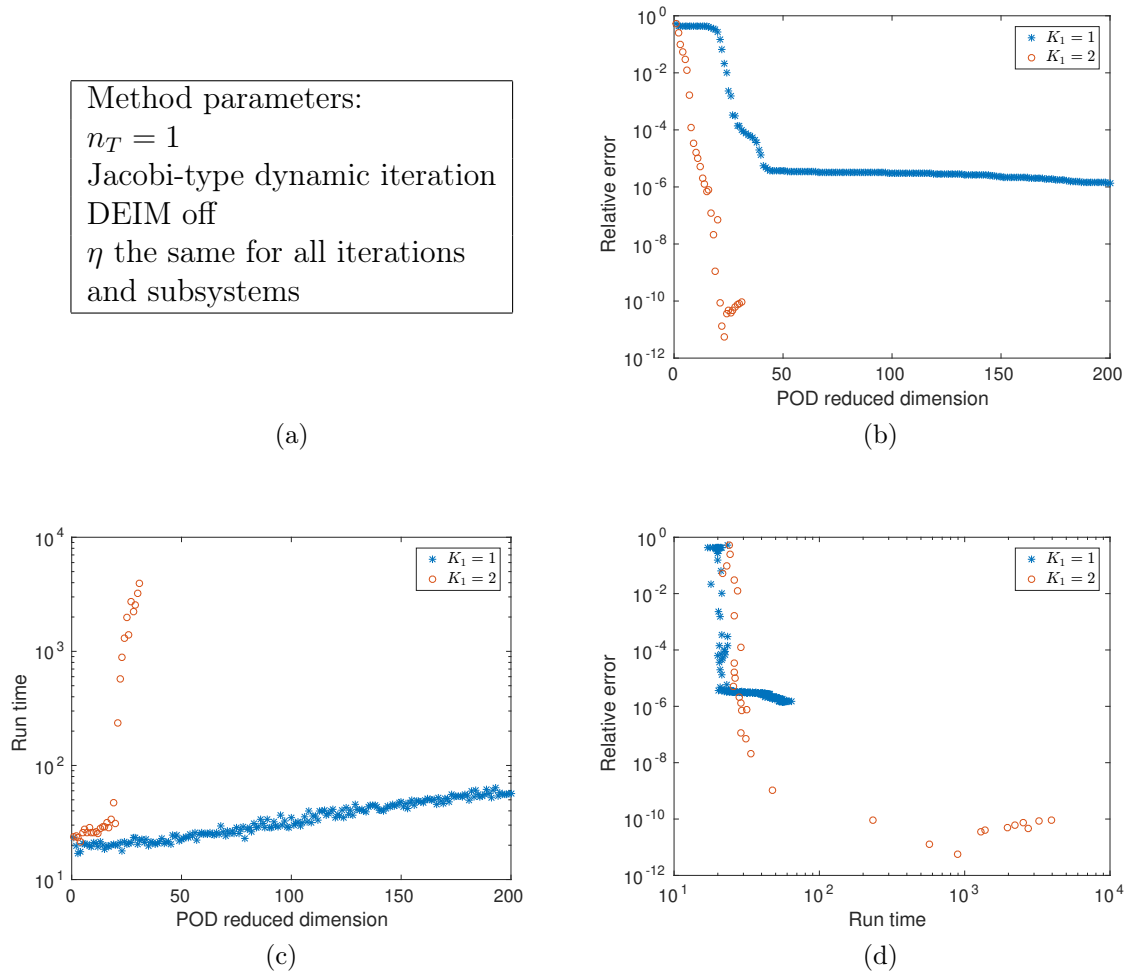 Method parameters:
n_T = 1
Jacobi-type dynamic iteration
DEIM off
η the same for all iterations
and subsystems
(a)
10^0
10^-2
10^-4
10^-6
10^-8
10^-10
10^-12
Relative error
0 50 100 150 200
POD reduced dimension
K_1 = 1
K_1 = 2
(b)
10^4
10^3
10^2
10^1
Run time
0 50 100 150 200
POD reduced dimension
K_1 = 1
K_1 = 2
(c)
10^0
10^-2
10^-4
10^-6
10^-8
10^-10
10^-12
Relative error
10^1 10^2 10^3 10^4
Run time
K_1 = 1
K_1 = 2
(d)